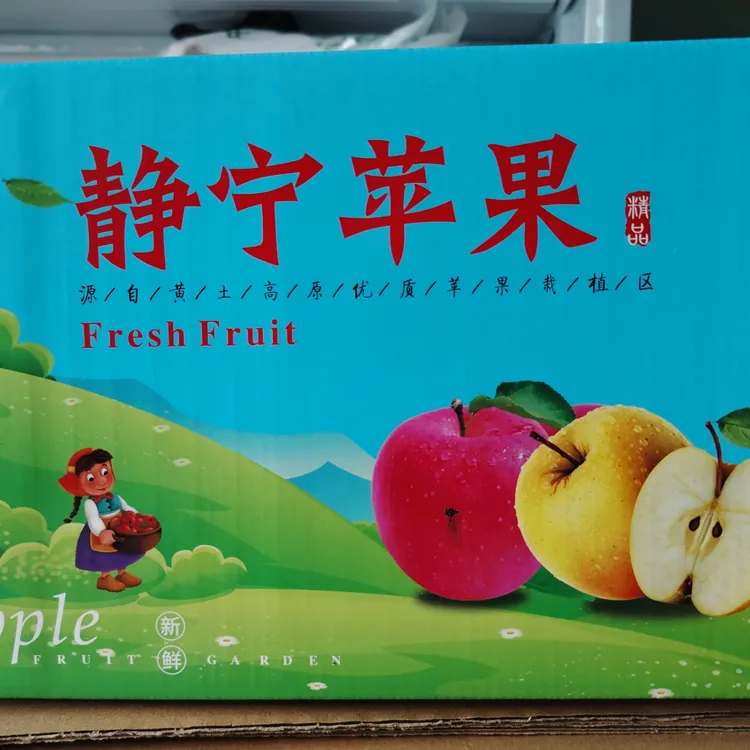 静宁苹果
精品
源/自/黄/土/高/原/优/质/苹/果/栽/植/区
Fresh Fruit
pple
新鲜
FRUIT GARDEN